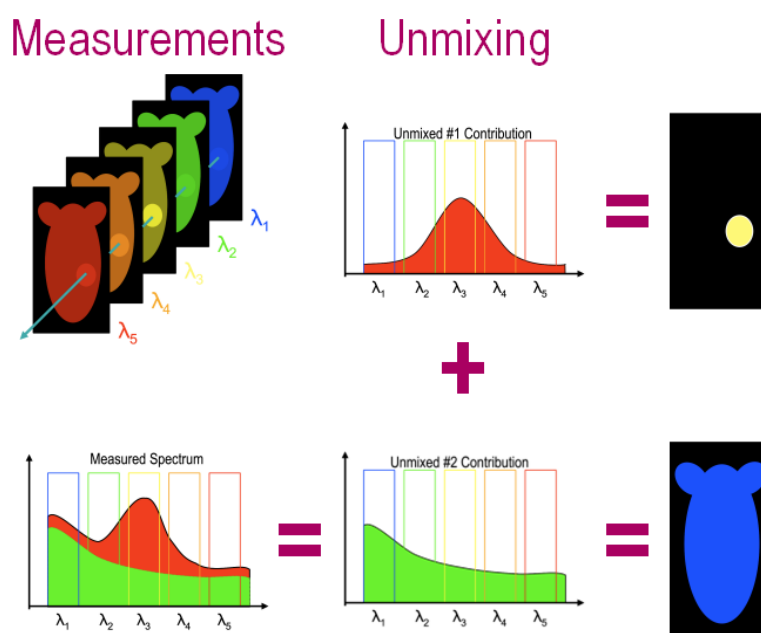 Measurements
Unmixing
λ1
λ2
λ3
λ4
λ5
Unmixed #1 Contribution
λ1 λ2 λ3 λ4 λ5
=
+
Measured Spectrum
λ1 λ2 λ3 λ4 λ5
=
Unmixed #2 Contribution
λ1 λ2 λ3 λ4 λ5
=